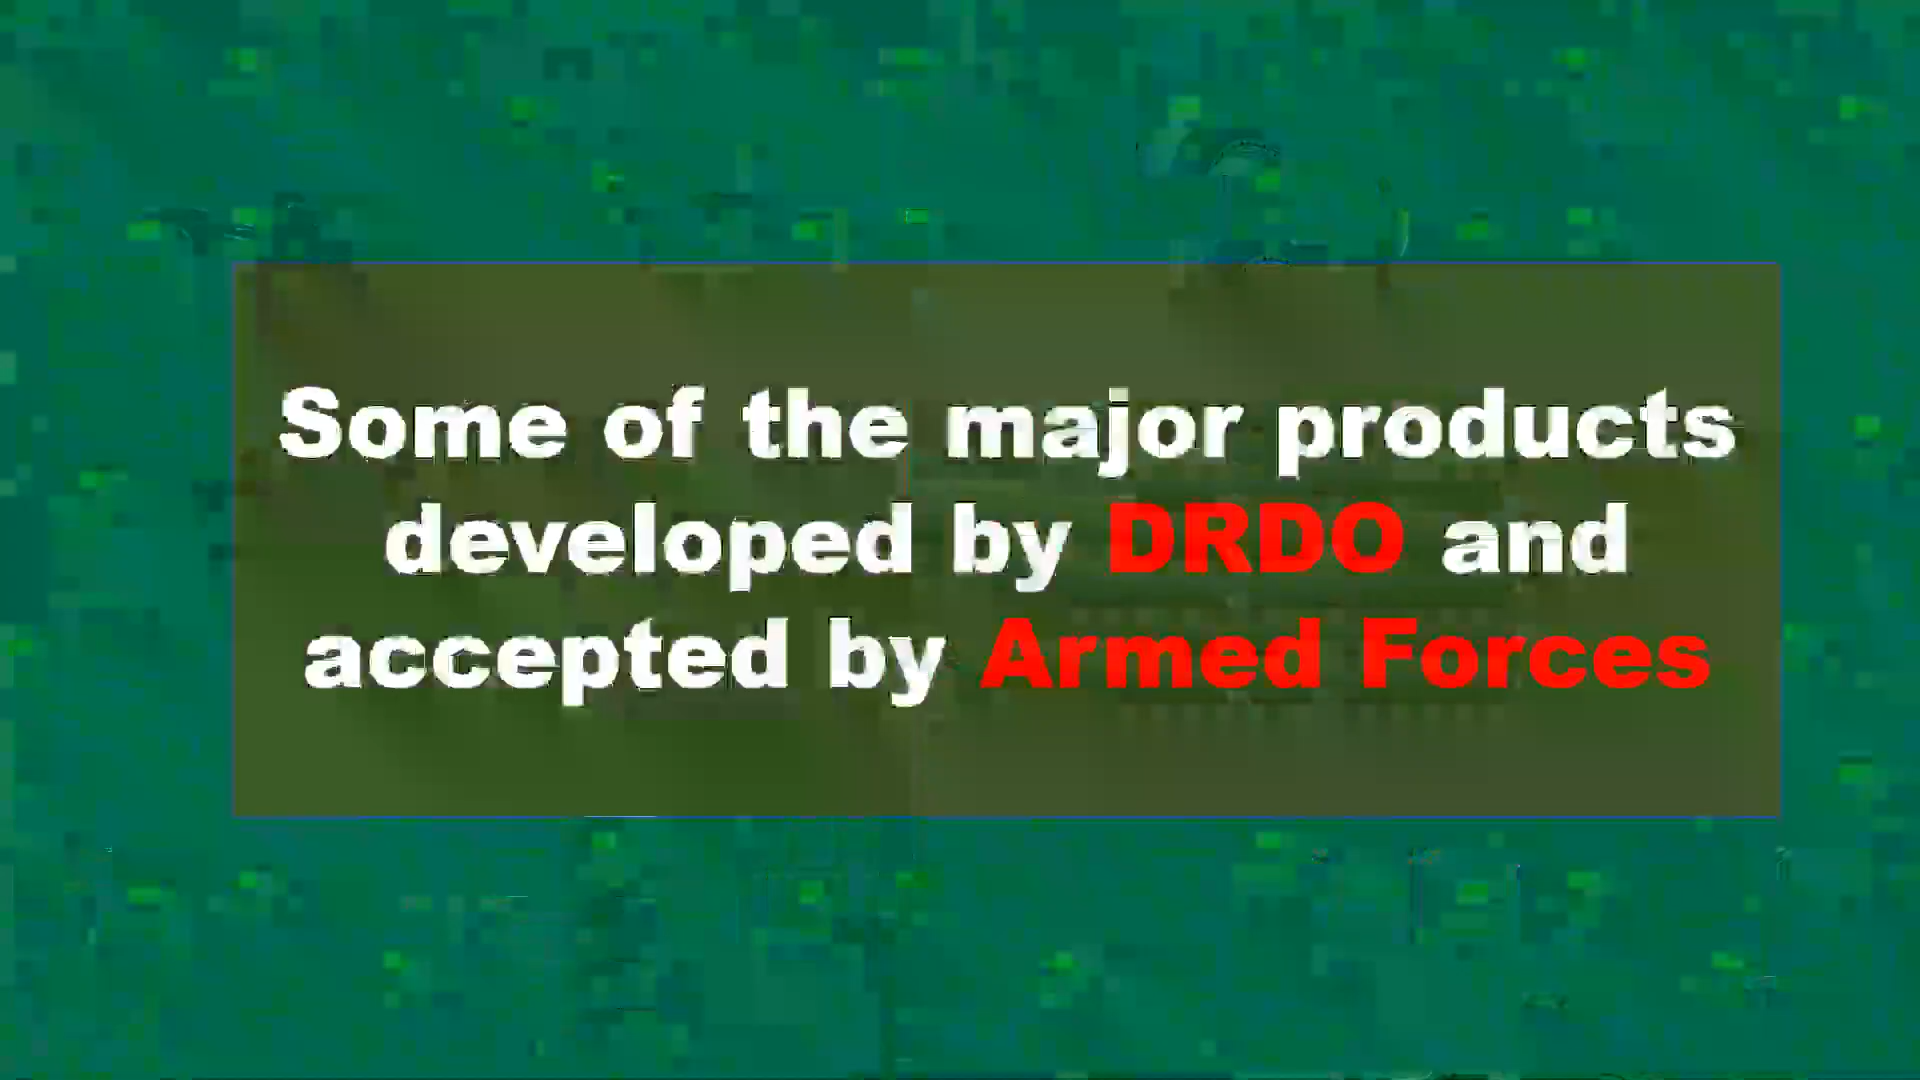 Some of the major products
developed by DRDO and
accepted by Armed Forces